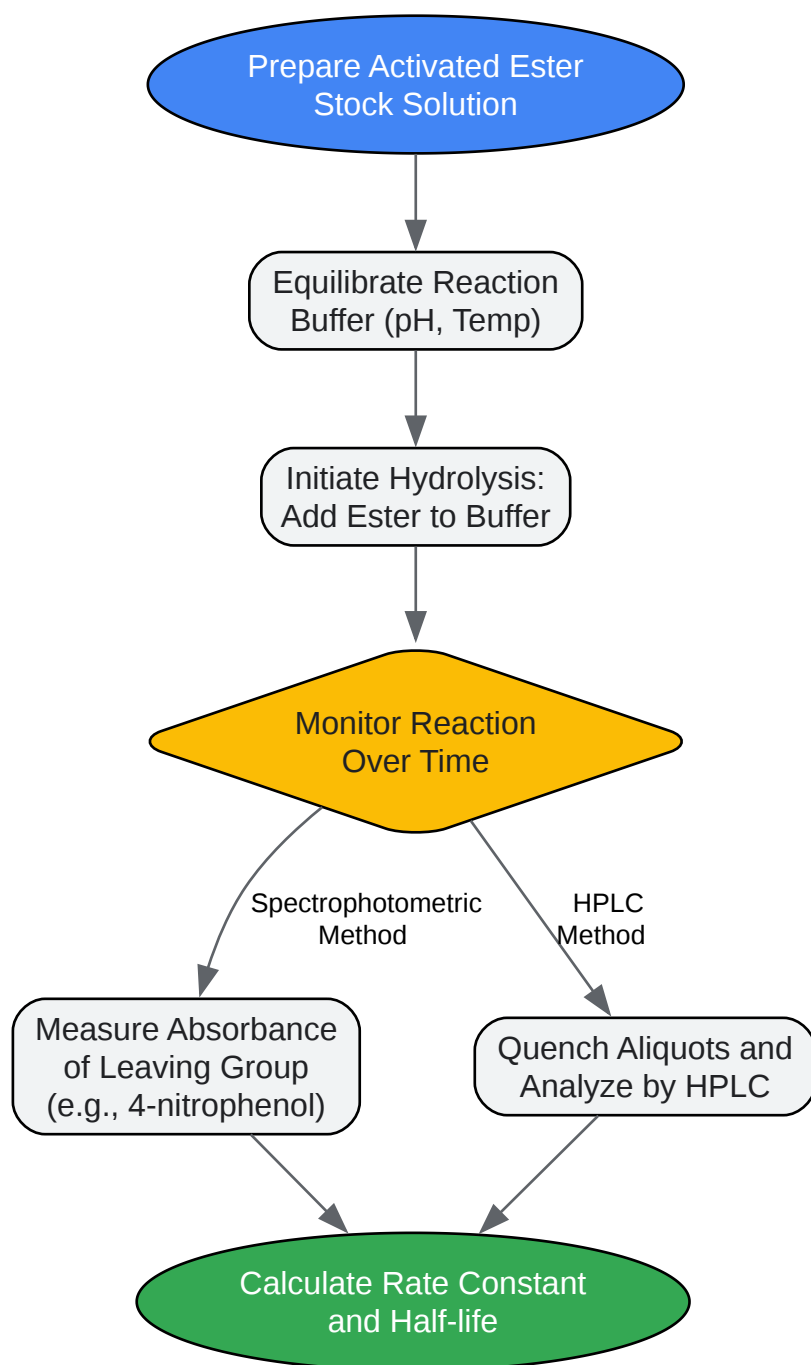 Prepare Activated Ester
Stock Solution
Equilibrate Reaction
Buffer (pH, Temp)
Initiate Hydrolysis:
Add Ester to Buffer
Monitor Reaction
Over Time
Spectrophotometric
Method
HPLC
Method
Measure Absorbance
of Leaving Group
(e.g., 4-nitrophenol)
Quench Aliquots and
Analyze by HPLC
Calculate Rate Constant
and Half-life